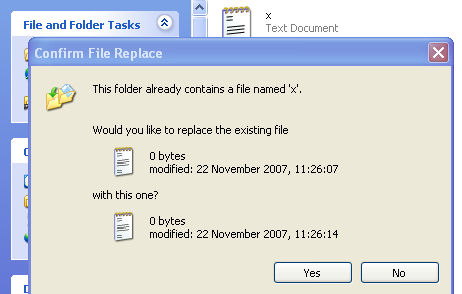 File and Folder Tasks
x
Text Document
Confirm File Replace
This folder already contains a file named 'x'.
Would you like to replace the existing file
0 bytes
modified: 22 November 2007, 11:26:07
with this one?
0 bytes
modified: 22 November 2007, 11:26:14
Yes
No